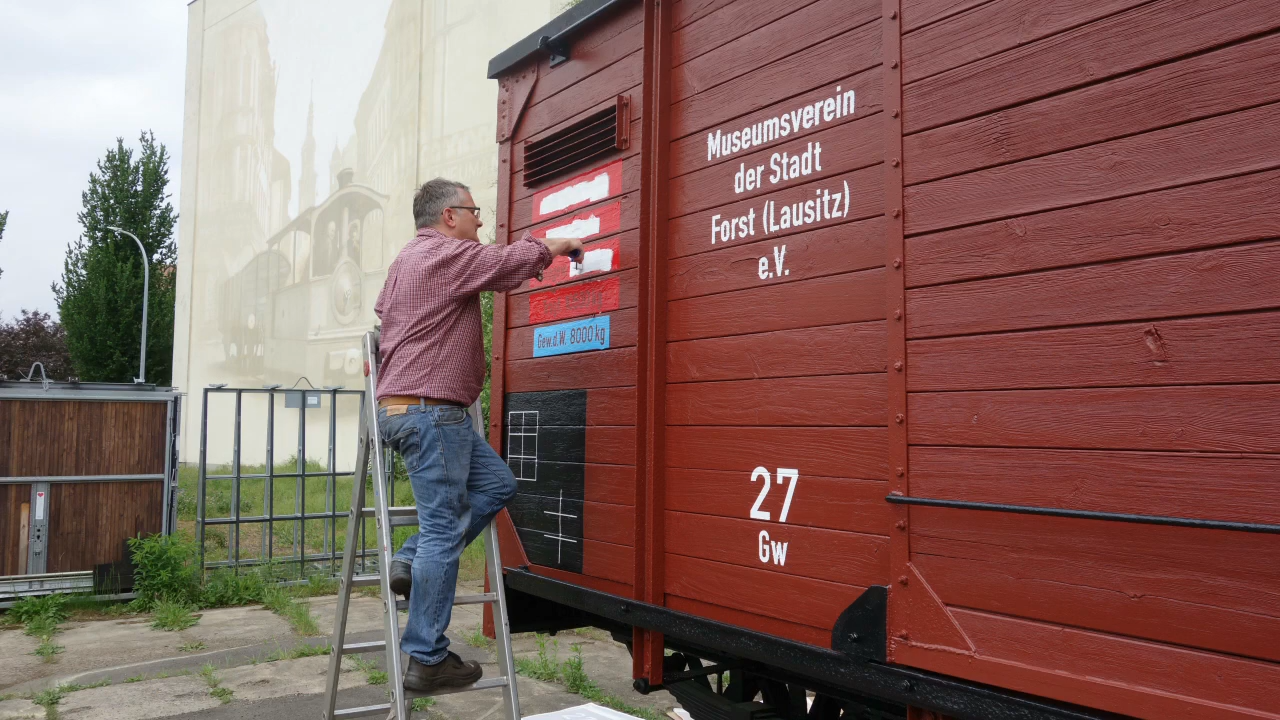 Museumsverein
der Stadt
Forst (Lausitz)
e.V.
Gew.d.W. 8000 kg
27
Gw